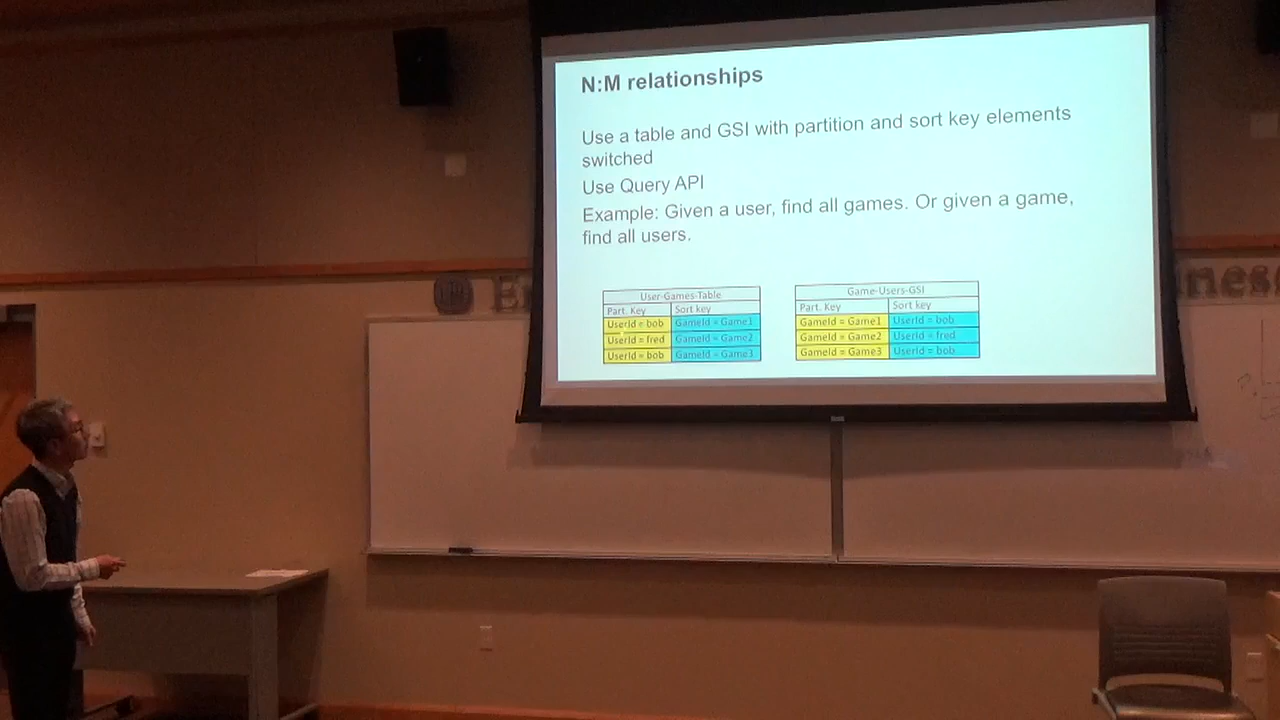 N:M relationships
Use a table and GSI with partition and sort key elements
switched
Use Query API
Example: Given a user, find all games. Or given a game,
find all users.
User-Games-Table
Part. Key Sort key
UserId = bob GameId = Game1
UserId = fred GameId = Game2
UserId = bob GameId = Game3
Game-Users-GSI
Part. Key Sort key
GameId = Game1 UserId = bob
GameId = Game2 UserId = fred
GameId = Game3 UserId = bob